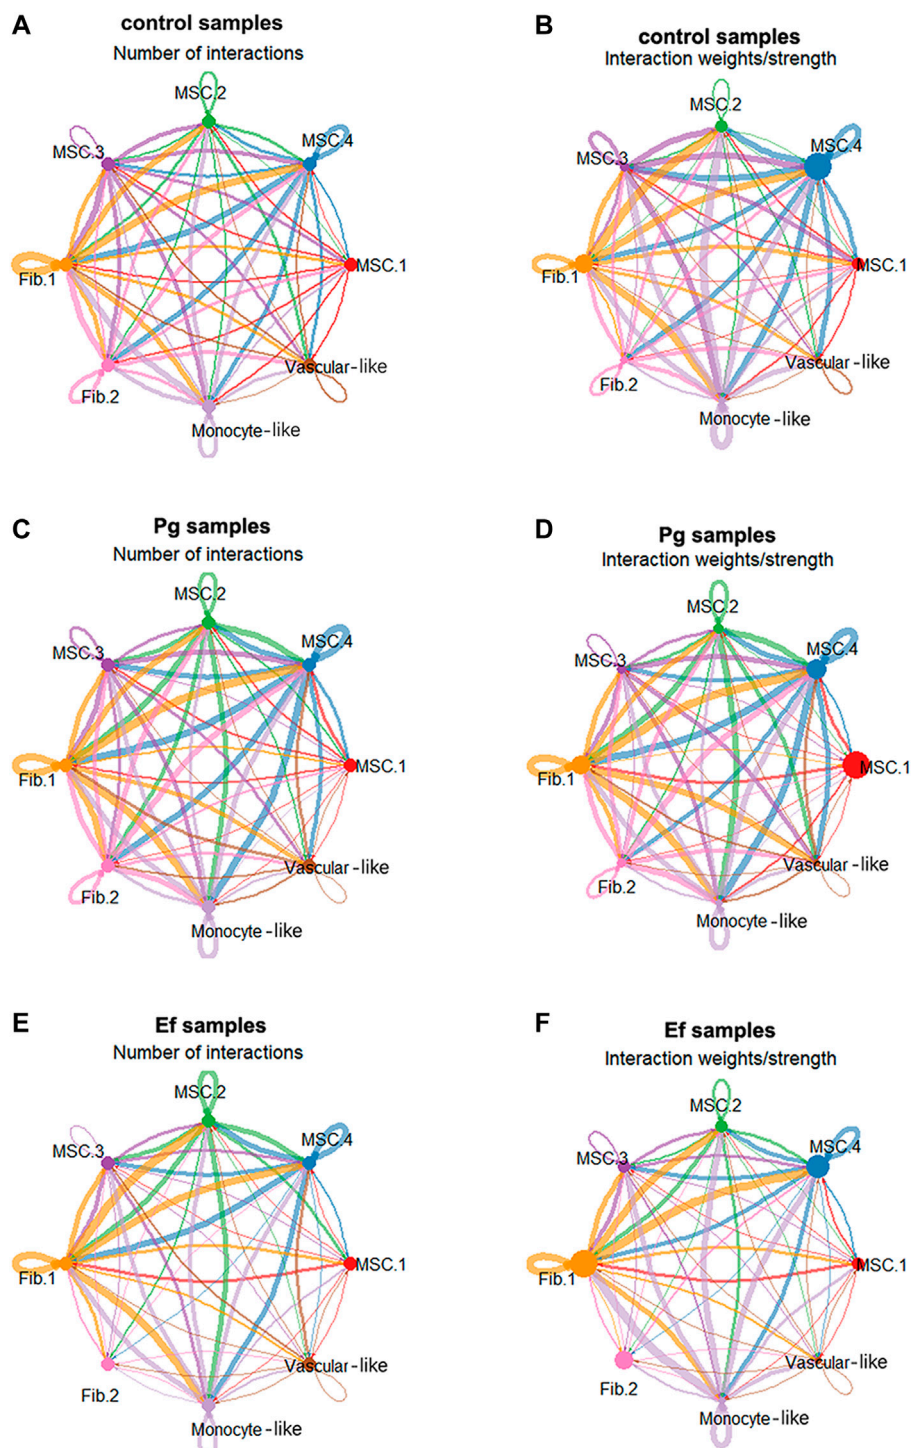 A
control samples
Number of interactions
MSC.2
MSC.3
MSC.4
Fib.1
MSC.1
Fib.2
Vascular-like
Monocyte-like
B
control samples
Interaction weights/strength
MSC.2
MSC.3
MSC.4
Fib.1
MSC.1
Fib.2
Vascular-like
Monocyte-like
C
Pg samples
Number of interactions
MSC.2
MSC.3
MSC.4
Fib.1
MSC.1
Fib.2
Vascular-like
Monocyte-like
D
Pg samples
Interaction weights/strength
MSC.2
MSC.3
MSC.4
Fib.1
MSC.1
Fib.2
Vascular-like
Monocyte-like
E
Ef samples
Number of interactions
MSC.2
MSC.3
MSC.4
Fib.1
MSC.1
Fib.2
Vascular-like
Monocyte-like
F
Ef samples
Interaction weights/strength
MSC.2
MSC.3
MSC.4
Fib.1
MSC.1
Fib.2
Vascular-like
Monocyte-like